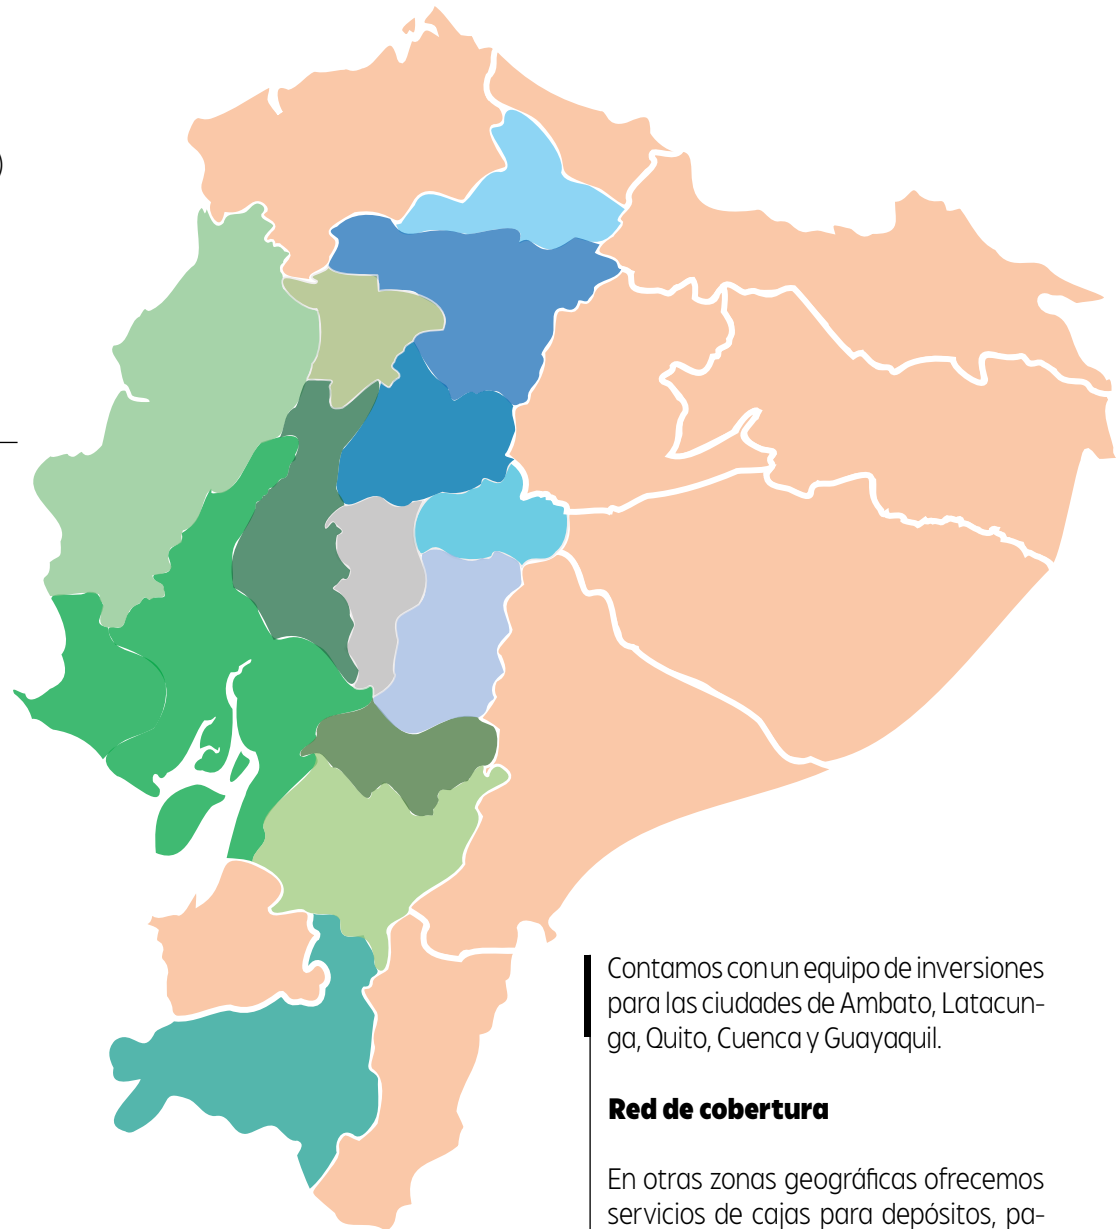 )
Contamos con un equipo de inversiones
para las ciudades de Ambato, Latacun-
ga, Quito, Cuenca y Guayaquil.
Red de cobertura
En otras zonas geográficas ofrecemos
servicios de cajas para depósitos, pa-